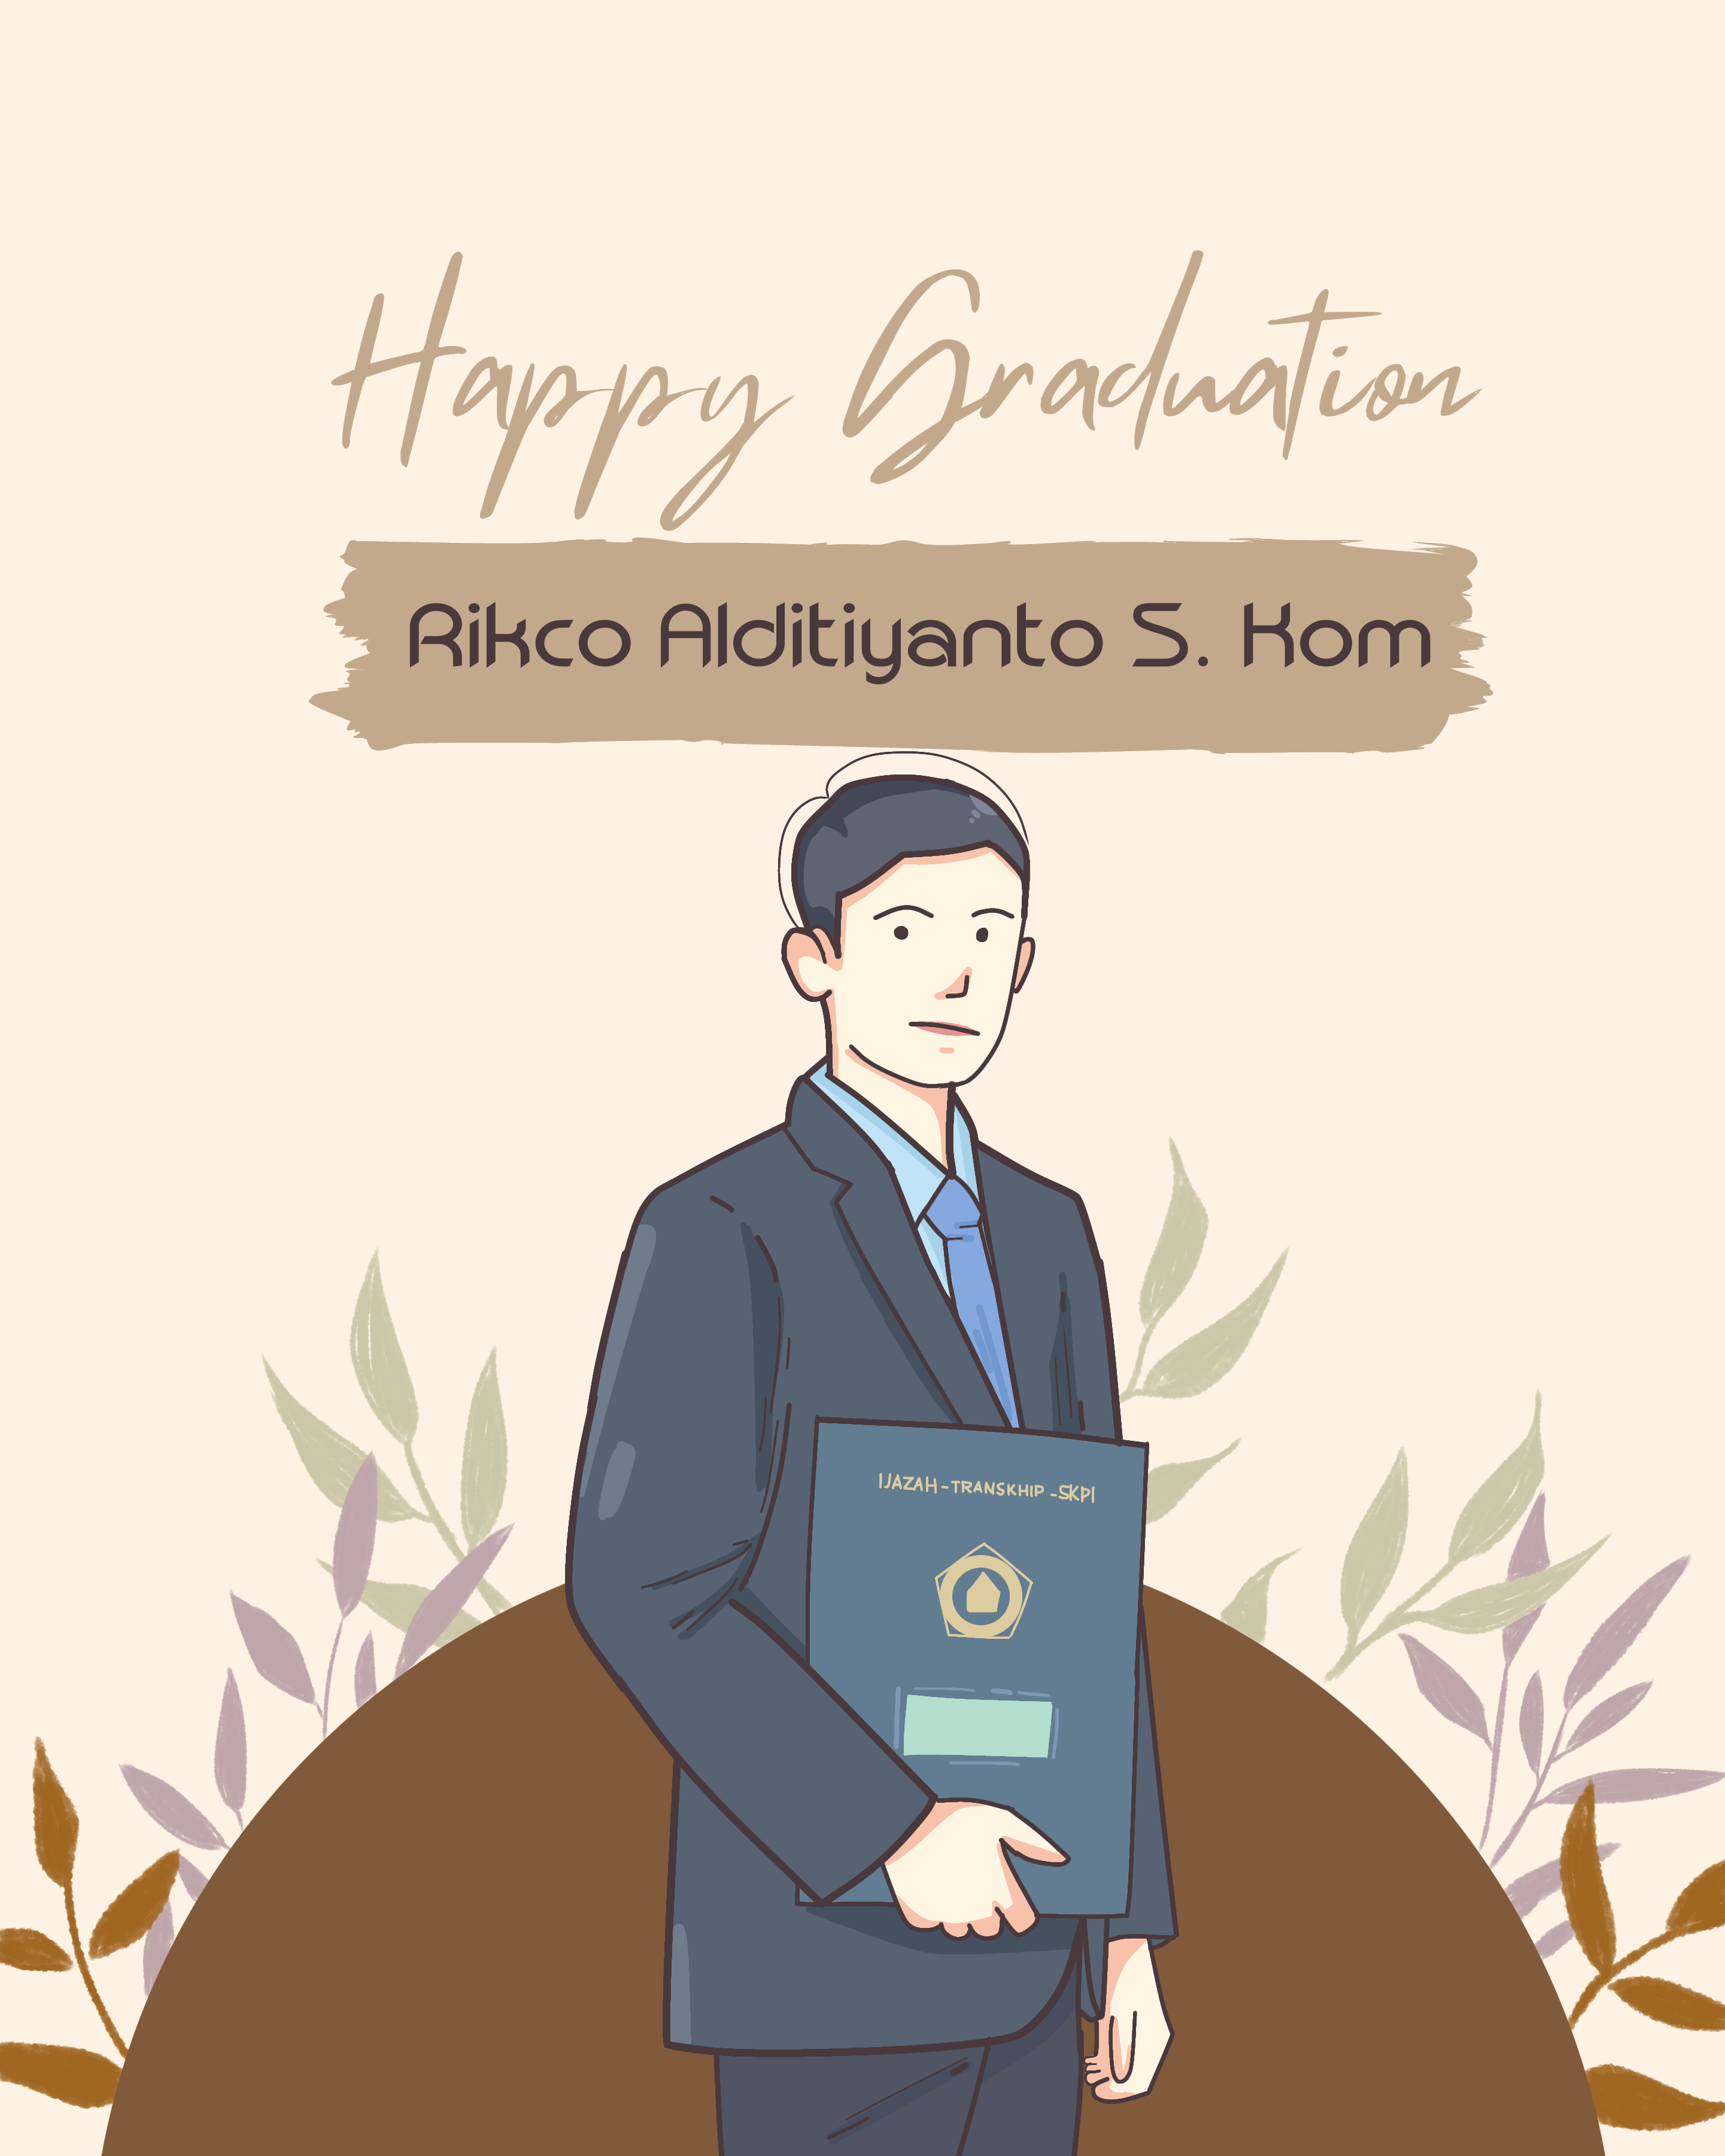 Happy Graduation
Rikco Alditiyanto S. Kom
IJAZAH - TRANSKHIP - SKPI